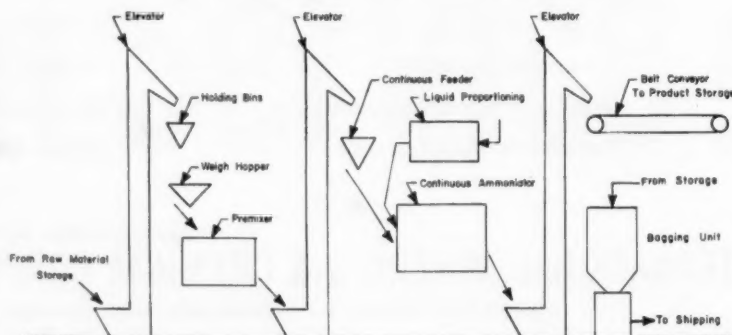 Elevator
Elevator
Elevator
Continuous Feeder
Belt Conveyor
To Product Storage
Holding Bins
Liquid Proportioning
Weigh Hopper
Continuous Ammoniator
From Storage
Premixer
Bagging Unit
From Raw Material
Storage
To Shipping